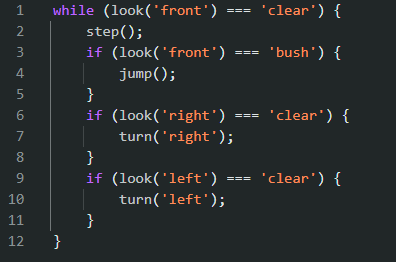 1 while (look('front') === 'clear') {
2     step();
3     if (look('front') === 'bush') {
4         jump();
5     }
6     if (look('right') === 'clear') {
7         turn('right');
8     }
9     if (look('left') === 'clear') {
10         turn('left');
11     }
12 }